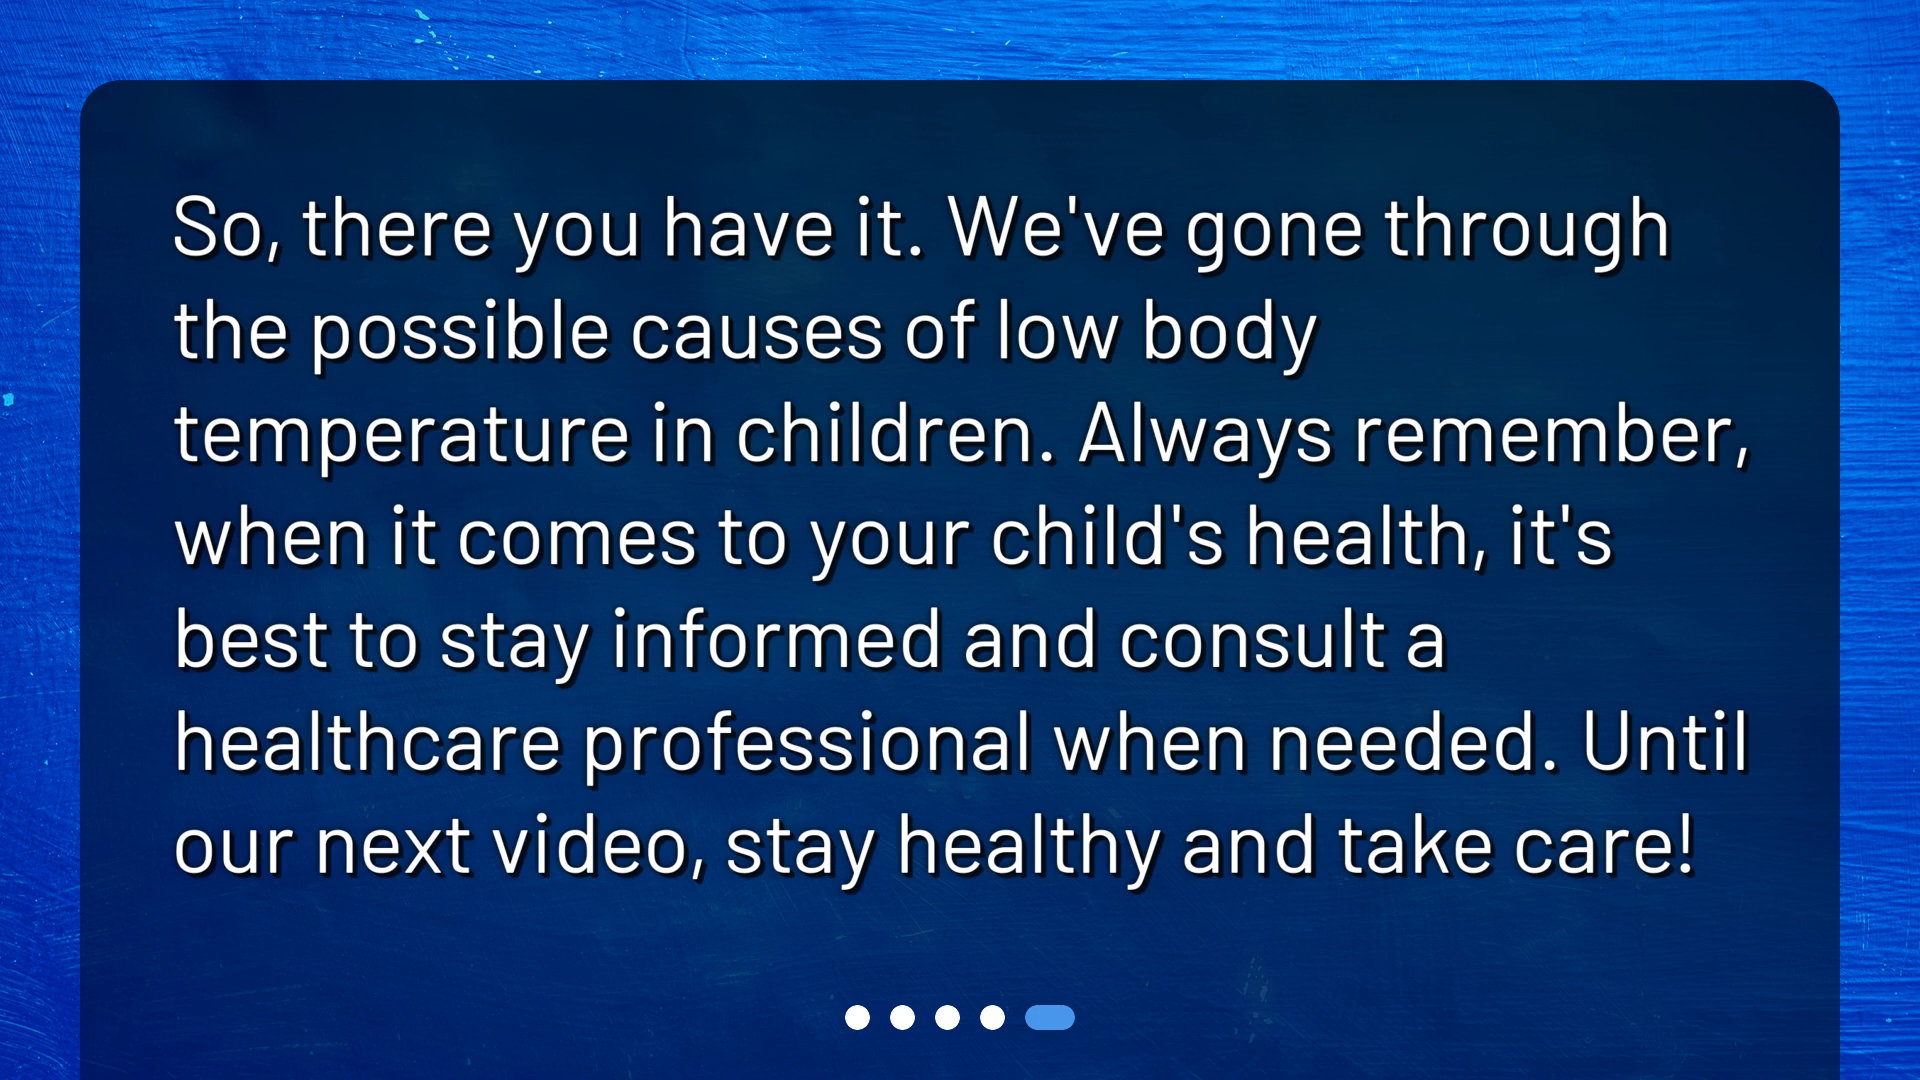 So, there you have it. We've gone through
the possible causes of low body
temperature in children. Always remember,
when it comes to your child's health, it's
best to stay informed and consult a
healthcare professional when needed. Until
our next video, stay healthy and take care!